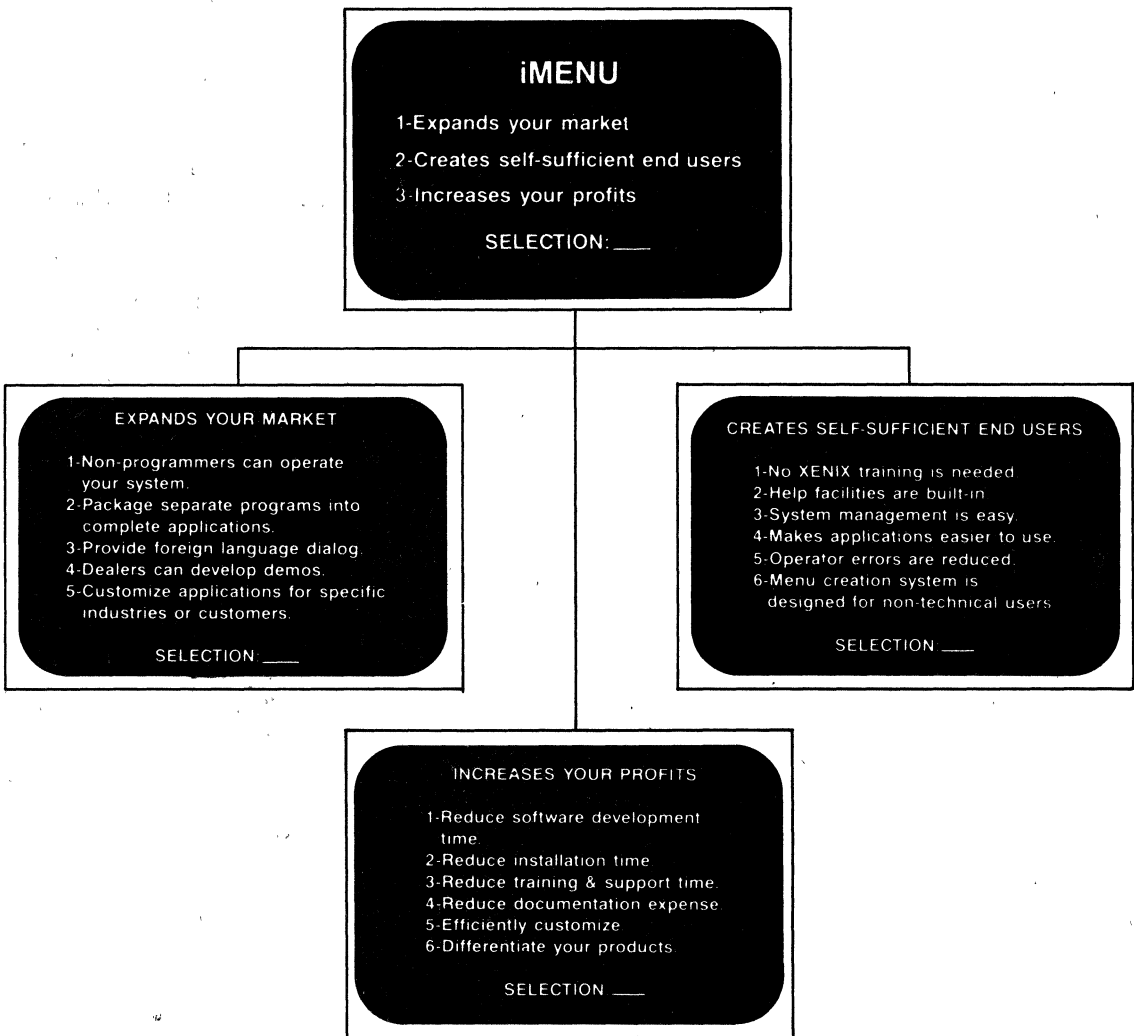 iMENU
1-Expands your market
2-Creates self-sufficient end users
3-Increases your profits
SELECTION:___
EXPANDS YOUR MARKET
1-Non-programmers can operate
your system.
2-Package separate programs into
complete applications.
3-Provide foreign language dialog.
4-Dealers can develop demos.
5-Customize applications for specific
industries or customers.
SELECTION:___
CREATES SELF-SUFFICIENT END USERS
1-No XENIX training is needed
2-Help facilities are built-in
3-System management is easy.
4-Makes applications easier to use.
5-Operator errors are reduced.
6-Menu creation system is
designed for non-technical users
SELECTION ___
INCREASES YOUR PROFITS
1-Reduce software development
time.
2-Reduce installation time
3-Reduce training & support time.
4-Reduce documentation expense.
5-Efficiently customize
6-Differentiate your products.
SELECTION ___